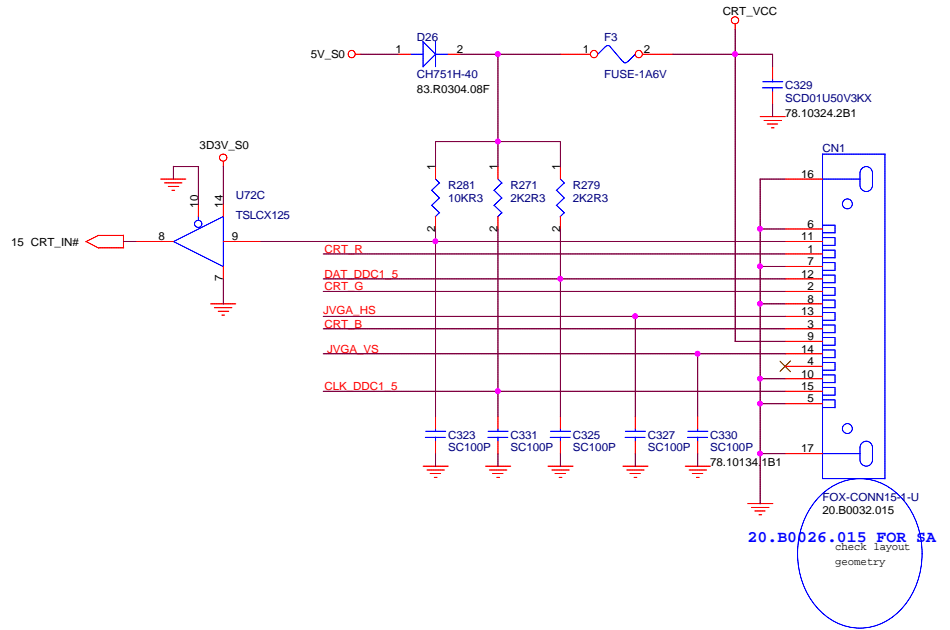 CRT_VCC
5V_S0
1
D26
2
CH751H-40
83.R0304.08F
1
F3
2
FUSE-1A6V
C329
SCD01U50V3KX
78.10324.2B1
3D3V_S0
10
14
U72C
TSLCX125
15 CRT_IN#
8
9
7
1
R281
10KR3
2
1
R271
2K2R3
2
1
R279
2K2R3
2
CN1
16
6
11
CRT_R
1
7
DAT_DDC1_5
12
CRT_G
2
8
JVGA_HS
13
CRT_B
3
9
JVGA_VS
14
4
10
CLK_DDC1_5
15
5
C323
SC100P
C331
SC100P
C325
SC100P
C327
SC100P
C330
SC100P
78.10134.1B1
17
FOX-CONN15-1-U
20.B0032.015
20.B0026.015 FOR SA
check layout
geometry